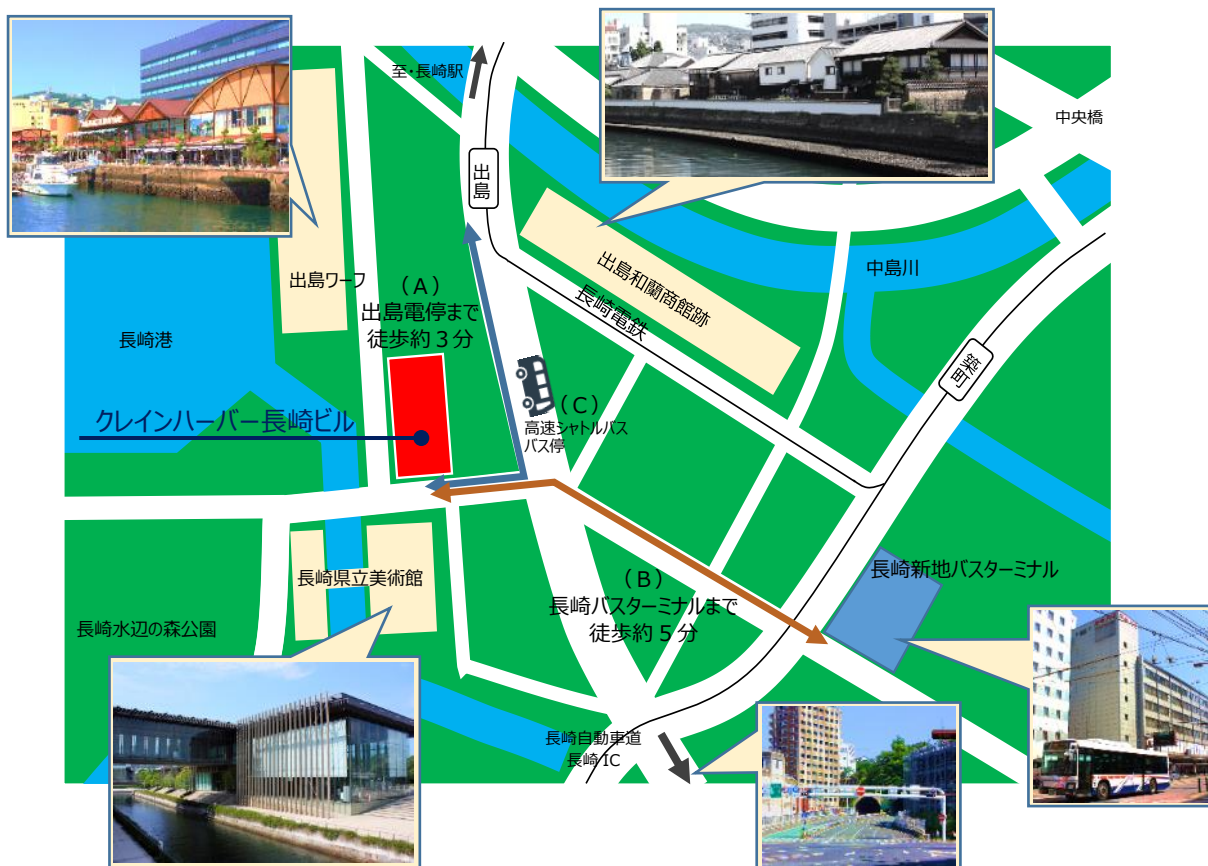 至・長崎駅
中央橋
出島
出島ワーフ
(A)
出島電停まで
徒歩約3分
出島和蘭商館跡
中島川
長崎電鉄
長崎港
築町
(C)
高速シャトルバス
バス停
クレインハーバー長崎ビル
長崎県立美術館
(B)
長崎バスターミナルまで
徒歩約5分
長崎新地バスターミナル
長崎水辺の森公園
長崎自動車道
長崎IC